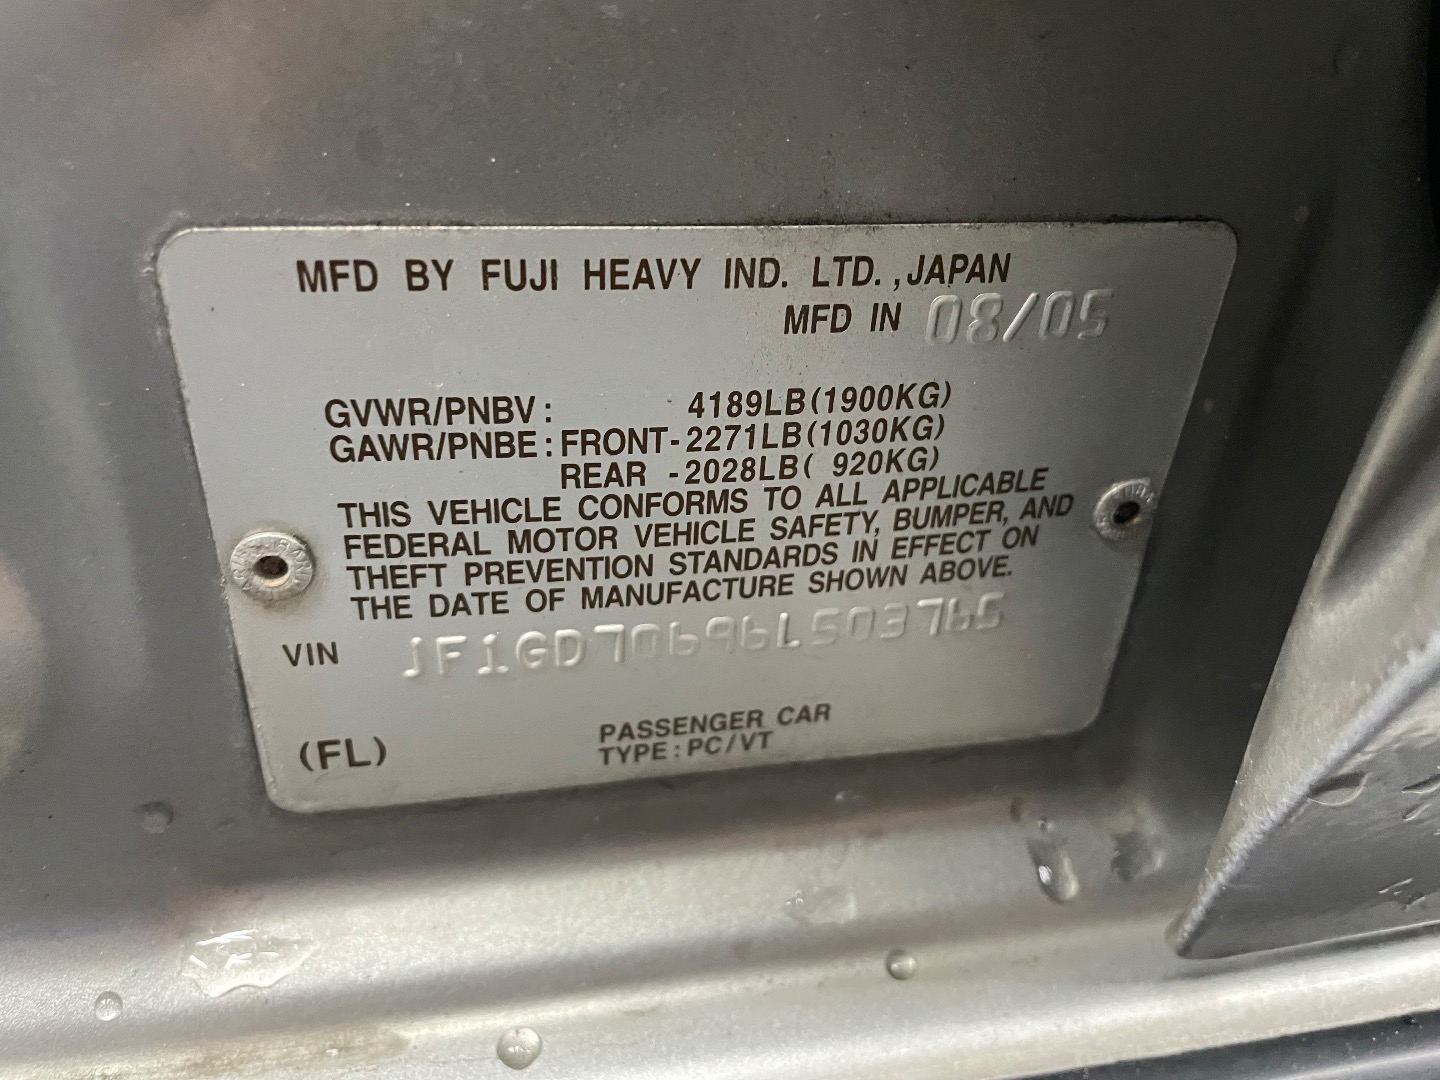 MFD BY FUJI HEAVY IND. LTD., JAPAN
MFD IN 08/05
GVWR/PNBV: 4189LB(1900KG)
GAWR/PNBE: FRONT-2271LB(1030KG)
REAR -2028LB( 920KG)
THIS VEHICLE CONFORMS TO ALL APPLICABLE
FEDERAL MOTOR VEHICLE SAFETY, BUMPER, AND
THEFT PREVENTION STANDARDS IN EFFECT ON
THE DATE OF MANUFACTURE SHOWN ABOVE.
VIN JF1GD70696L503765
PASSENGER CAR
(FL) TYPE: PC/VT